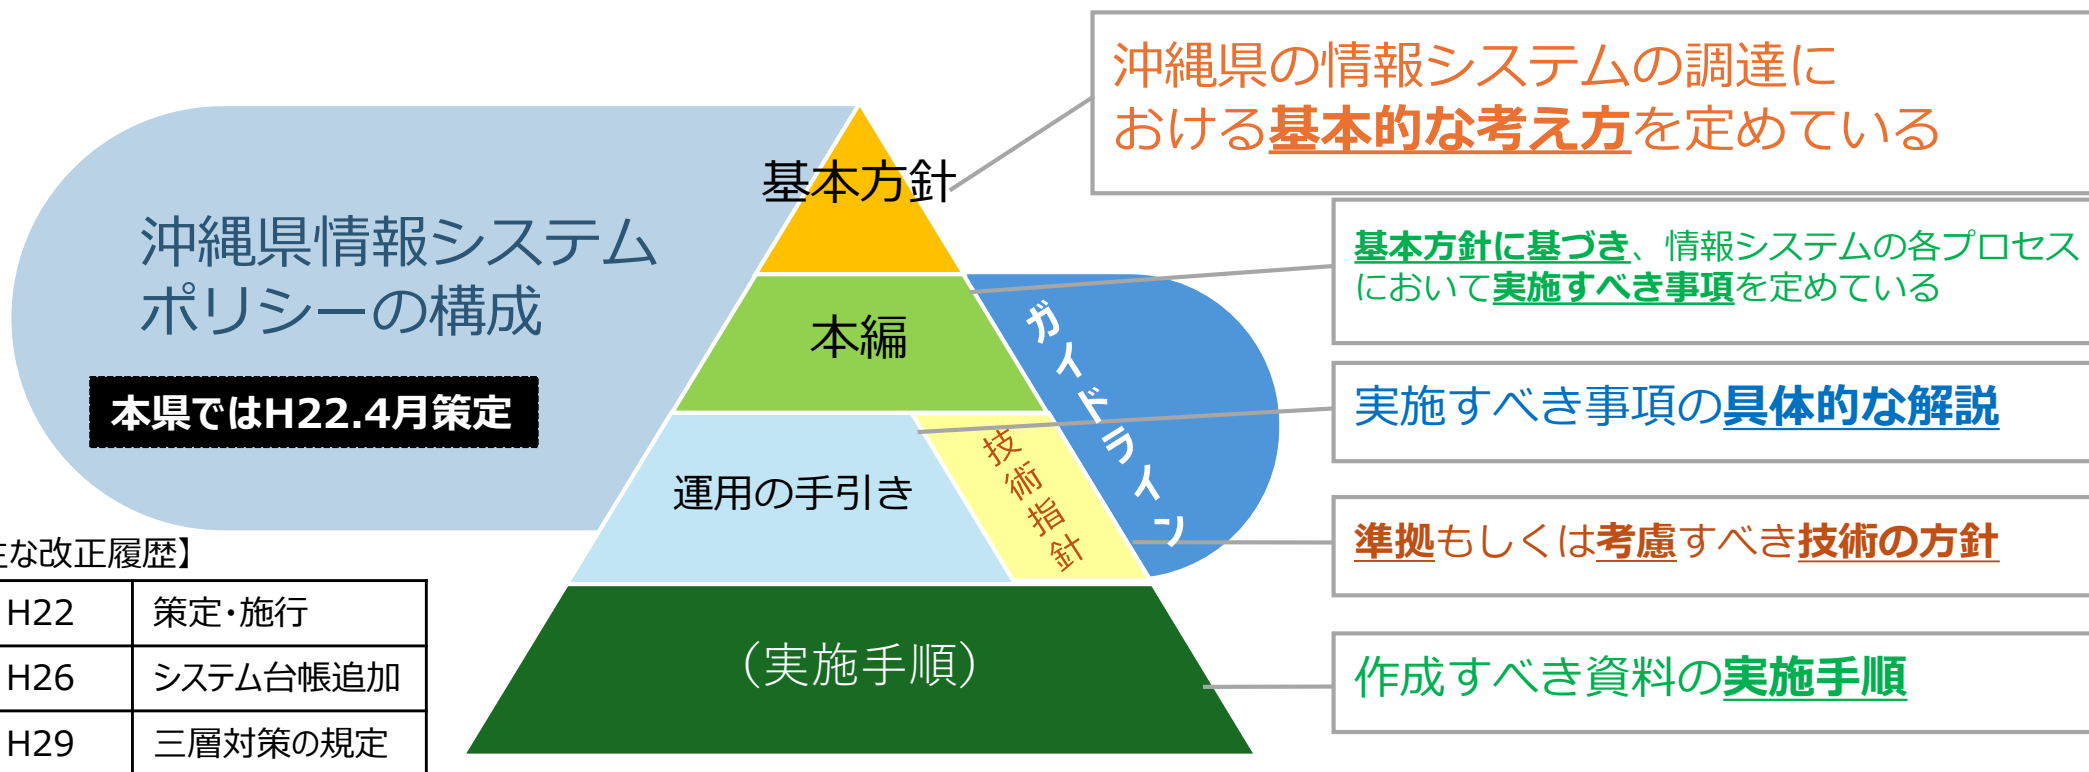 沖縄県の情報システムの調達に
おける基本的な考え方を定めている
基本方針
沖縄県情報システム
ポリシーの構成
基本方針に基づき、情報システムの各プロセス
において実施すべき事項を定めている
本県ではH22.4月策定
本編
ガイドライン
実施すべき事項の具体的な解説
運用の手引き
技術指針
準拠もしくは考慮すべき技術の方針
な改正履歴】
H22 策定・施行
H26 システム台帳追加
H29 三層対策の規定
（実施手順）
作成すべき資料の実施手順